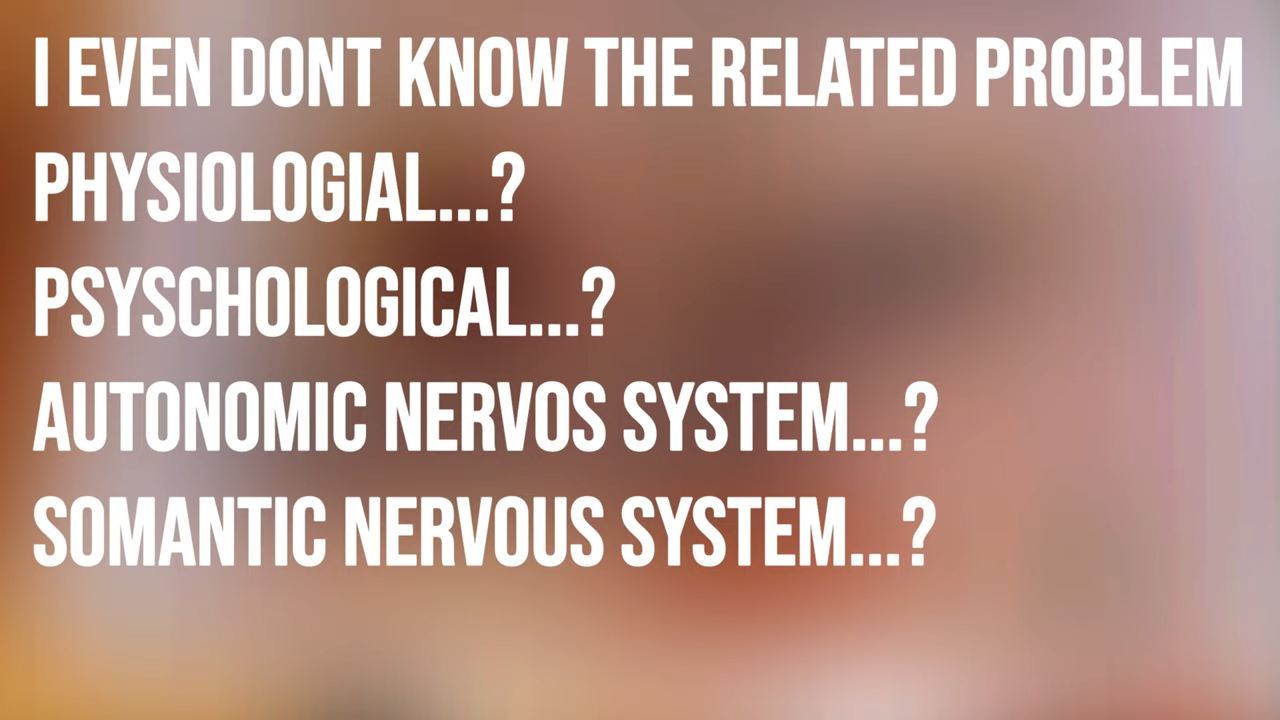 I EVEN DONT KNOW THE RELATED PROBLEM
PHYSIOLOGIAL...?
PSYSCHOLOGICAL...?
AUTONOMIC NERVOS SYSTEM...?
SOMANTIC NERVOUS SYSTEM...?